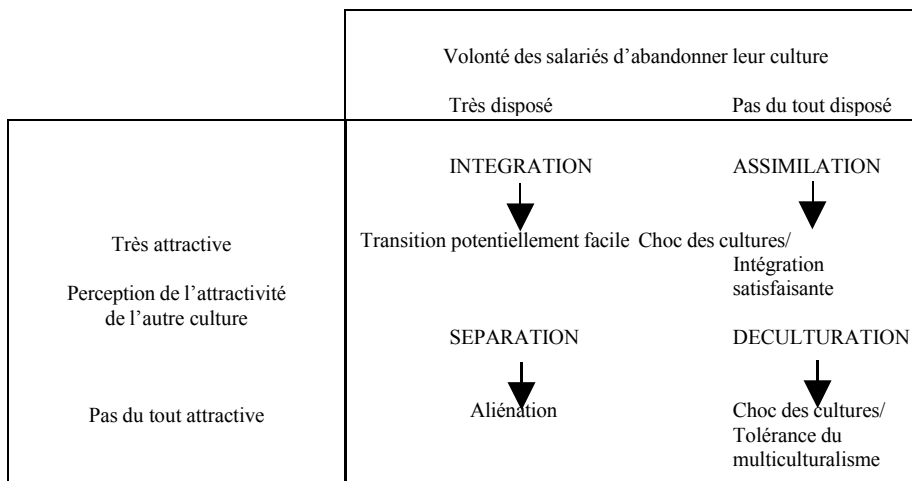 Volonté des salariés d’abandonner leur culture
Très disposé Pas du tout disposé
INTEGRATION ASSIMILATION
Très attractive
Transition potentiellement facile Choc des cultures/
Intégration
satisfaisante
Perception de l’attractivité
de l’autre culture
SEPARATION DECULTURATION
Pas du tout attractive
Aliénation Choc des cultures/
Tolérance du
multiculturalisme